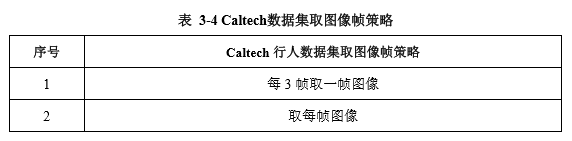 表 3-4 Caltech数据集取图像帧策略
序号 Caltech 行人数据集取图像帧策略
1 每 3 帧取一帧图像
2 取每帧图像